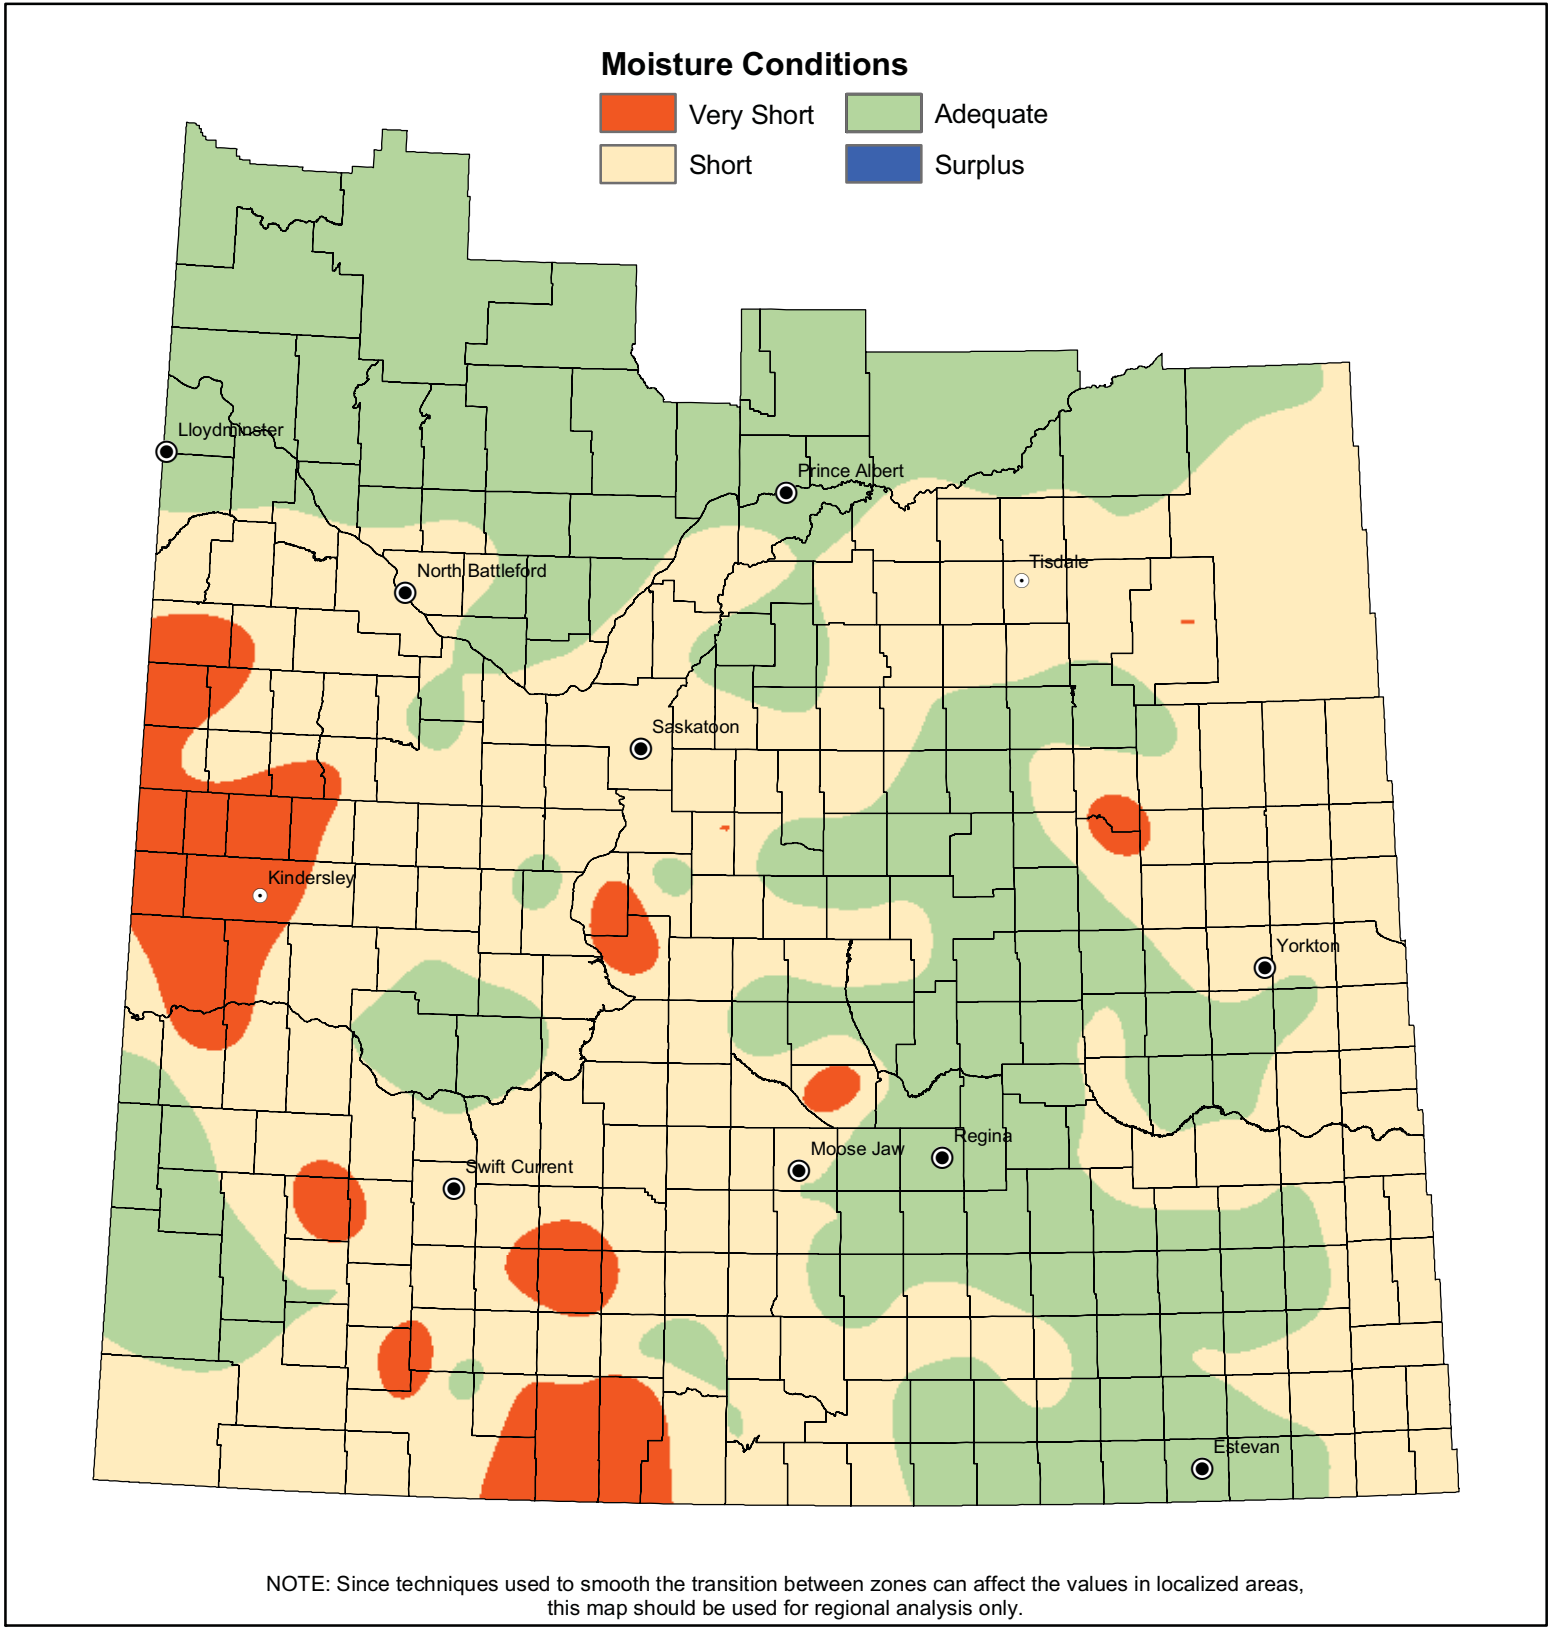 Moisture Conditions
Very Short
Adequate
Short
Surplus
Lloydminster
Prince Albert
North Battleford
Tisdale
Saskatoon
Kindersley
Yorkton
Regina
Moose Jaw
Swift Current
Estevan
NOTE: Since techniques used to smooth the transition between zones can affect the values in localized areas,
this map should be used for regional analysis only.